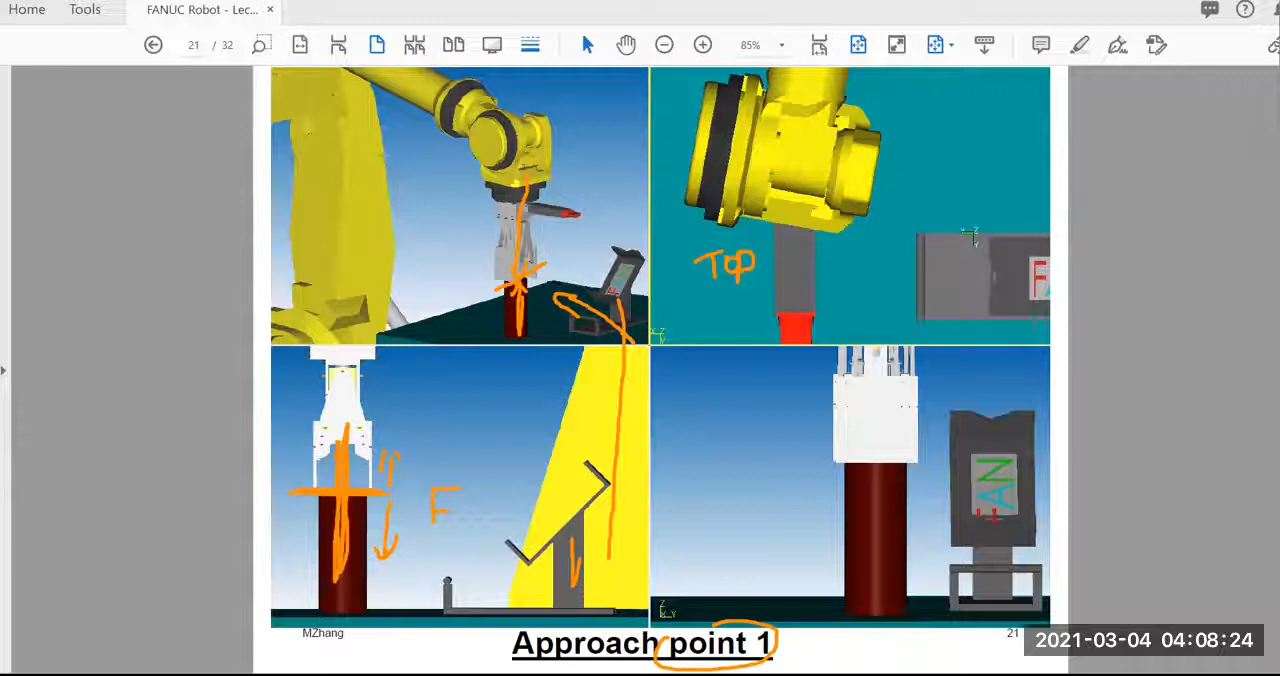 Home Tools FANUC Robot - Lec... ×
21 / 32 85%
Top
F
FAN
MZhang
Approach point 1
21
2021-03-04 04:08:24